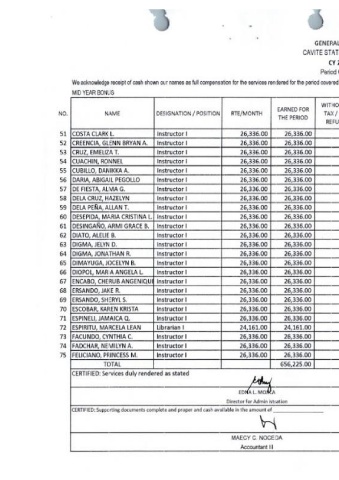 GENERAL
CAVITE STAT
CY 2
Period
We acknowledge receipt of cash shown our names as full compensation for the services rendered for the period covered
MID YEAR BONUS
NO. NAME DESIGNATION / POSITION RTE/MONTH EARNED FOR THE PERIOD WITHO TAX / REFU
51 COSTA CLARK L. Instructor I 26,336.00 26,336.00
52 CREENCIA, GLENN BRYAN A. Instructor I 26,336.00 26,336.00
53 CRUZ, EMELIZA T. Instructor I 26,336.00 26,336.00
54 CUACHIN, RONNEL Instructor I 26,336.00 26,336.00
55 CUBILLO, DANIKKA A. Instructor I 26,336.00 26,336.00
56 DARIA, ABIGAIL PEGOLLO Instructor I 26,336.00 26,336.00
57 DE FIESTA, ALMA G. Instructor I 26,336.00 26,336.00
58 DELA CRUZ, HAZELYN Instructor I 26,336.00 26,336.00
59 DELA PEÑA, ALLAN T. Instructor I 26,336.00 26,336.00
60 DESEPIDA, MARIA CRISTINA L. Instructor I 26,336.00 26,336.00
61 DESINGAÑO, ARMI GRACE B. Instructor I 26,336.00 26,336.00
62 DIATO, ALELIE B. Instructor I 26,336.00 26,336.00
63 DIGMA, JELYN D. Instructor I 26,336.00 26,336.00
64 DIGMA, JONATHAN R. Instructor I 26,336.00 26,336.00
65 DIMAYUGA, JOCELYN B. Instructor I 26,336.00 26,336.00
66 DIOPOL, MARIA ANGELA L. Instructor I 26,336.00 26,336.00
67 ENCABO, CHERUB ANGENIQUE Instructor I 26,336.00 26,336.00
68 ERSANDO, JAKE R. Instructor I 26,336.00 26,336.00
69 ERSANDO, SHERYL S. Instructor I 26,336.00 26,336.00
70 ESCOBAR, KAREN KRISTA Instructor I 26,336.00 26,336.00
71 ESPINELI, JAMAICA Q. Instructor I 26,336.00 26,336.00
72 ESPIRITU, MARCELA LEAN Librarian I 24,161.00 24,161.00
73 FACUNDO, CYNTHIA C. Instructor I 26,336.00 26,336.00
74 FADCHAR, NEMILYN A. Instructor I 26,336.00 26,336.00
75 FELICIANO, PRINCESS M. Instructor I 26,336.00 26,336.00
TOTAL 656,225.00
CERTIFIED: Services duly rendered as stated
EDNA L. MOJICA
Director for Administration
CERTIFIED: Supporting documents complete and proper and cash available in the amount of
MAECY C. NOCEDA
Accountant III